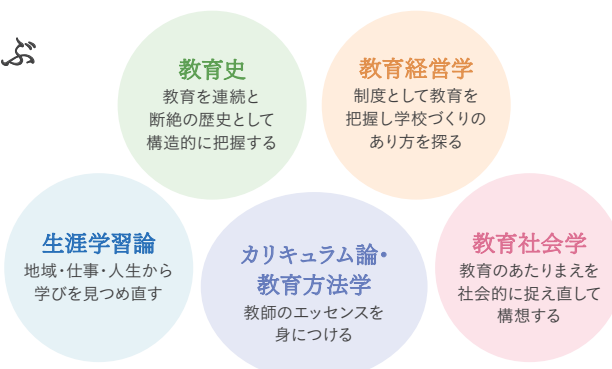 ぶ
教育史
教育を連続と
断絶の歴史として
構造的に把握する
教育経営学
制度として教育を
把握し学校づくりの
あり方を探る
生涯学習論
地域・仕事・人生から
学びを見つめ直す
カリキュラム論・
教育方法学
教師のエッセンスを
身につける
教育社会学
教育のあたりまえを
社会的に捉え直して
構想する